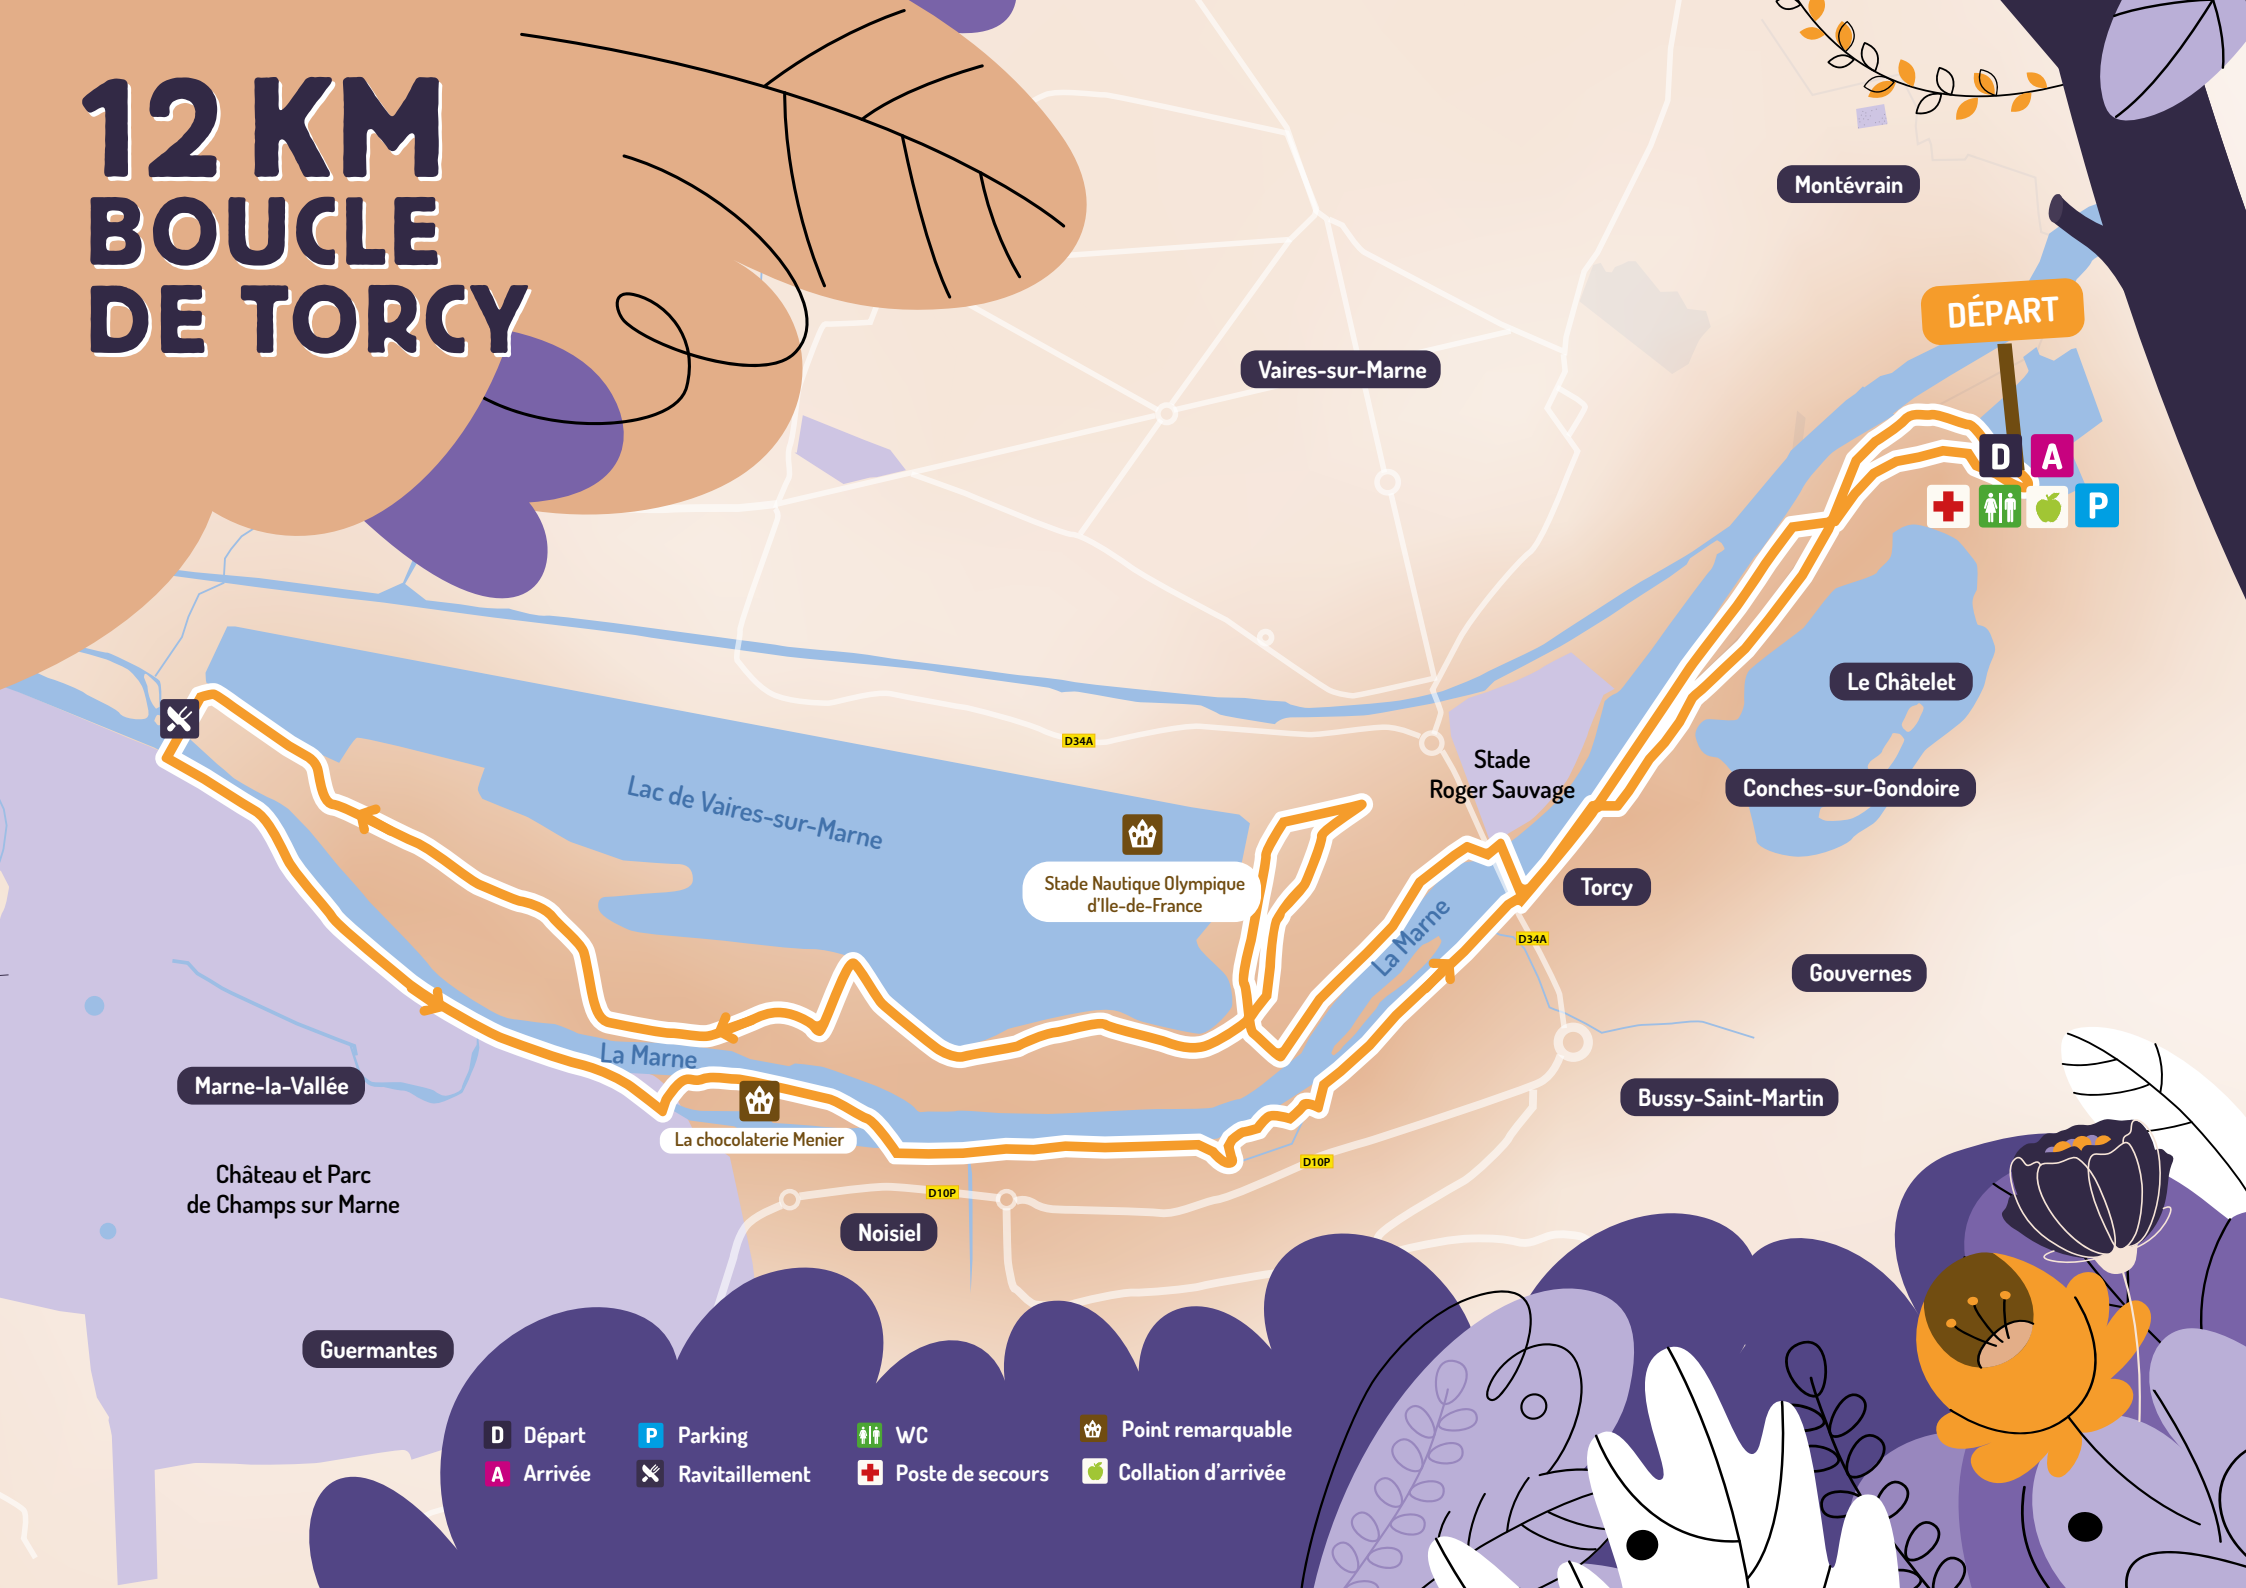 12 KM
BOUCLE
DE TORCY
Montévrain
DÉPART
Vaires-sur-Marne
D A
P
Le Châtelet
D34A
Stade
Roger Sauvage
Lac de Vaires-sur-Marne
Conches-sur-Gondoire
Stade Nautique Olympique
d'Ile-de-France
Torcy
La Marne
D34A
Gouvernes
La Marne
Marne-la-Vallée
Bussy-Saint-Martin
La chocolaterie Menier
D10P
Château et Parc
de Champs sur Marne
D10P
Noisiel
Guermantes
D Départ
P Parking
WC
Point remarquable
A Arrivée
Ravitaillement
Poste de secours
Collation d'arrivée